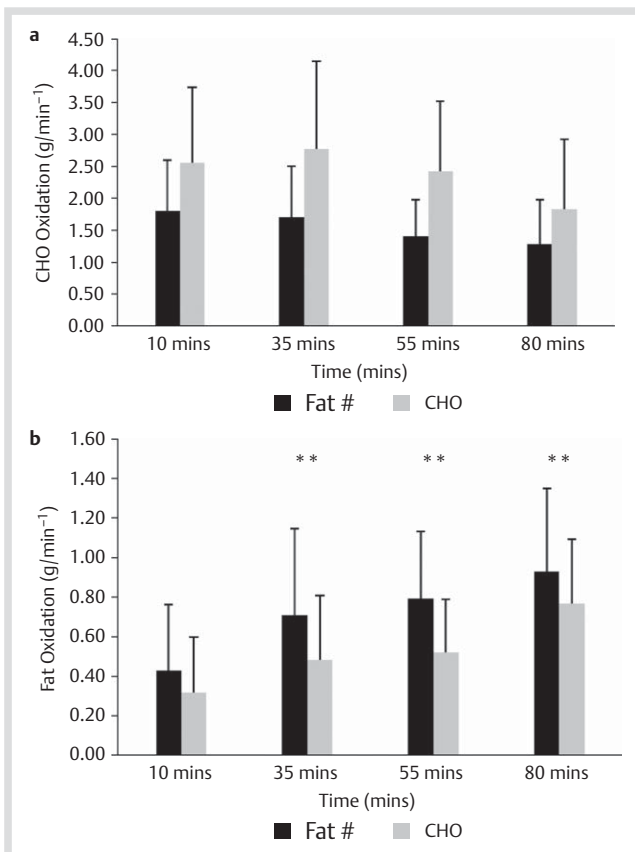 a
4.50
4.00
3.50
3.00
2.50
2.00
1.50
1.00
0.50
0.00
CHO Oxidation (g/min⁻¹)
10 mins 35 mins 55 mins 80 mins
Time (mins)
Fat # CHO
b
1.60
1.40
1.20
1.00
0.80
0.60
0.40
0.20
0.00
Fat Oxidation (g/min⁻¹)
** ** **
10 mins 35 mins 55 mins 80 mins
Time (mins)
Fat # CHO